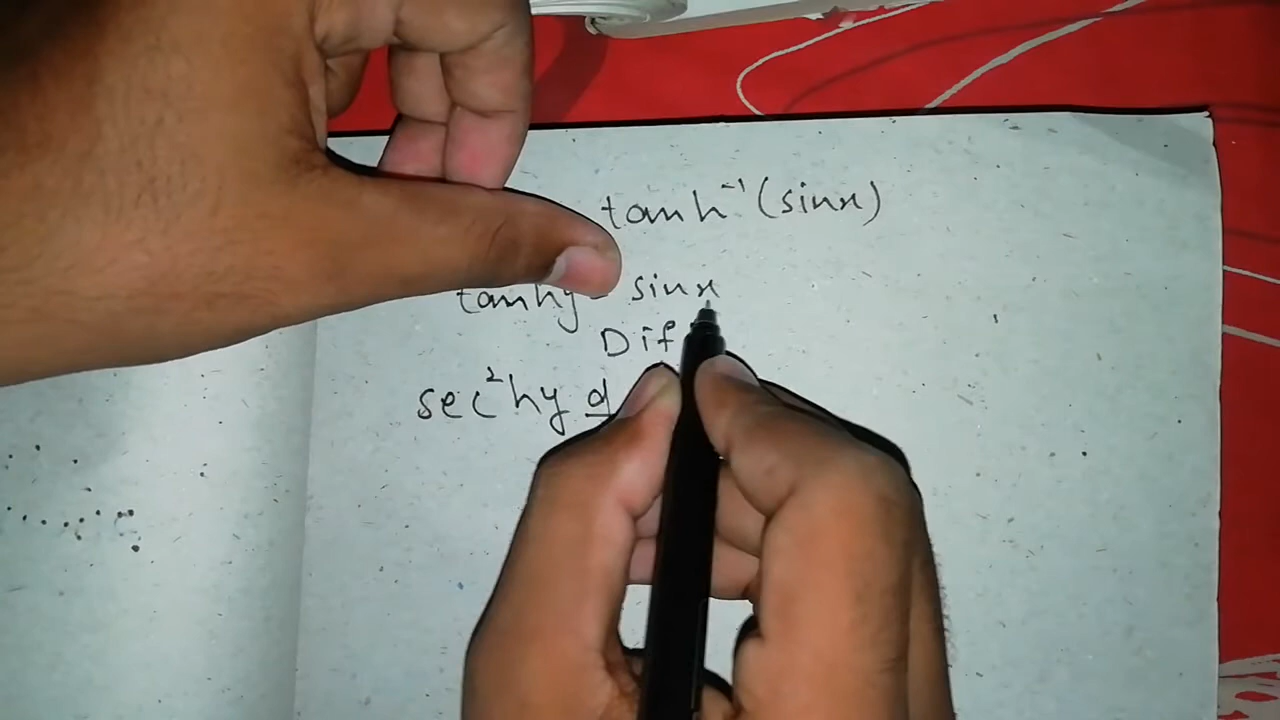 tanh⁻¹(sinx)
tanhy = sinx
Dif
sec²hy d